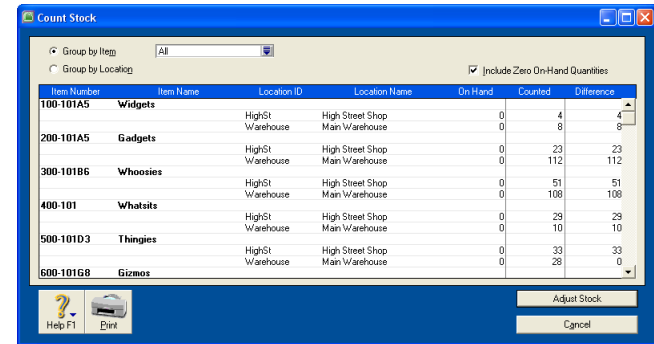 Count Stock
Group by Item All
Group by Location Include Zero On-Hand Quantities
Item Number Item Name Location ID Location Name On Hand Counted Difference
100-101A5 Widgets
HighSt High Street Shop 0 4 4
Warehouse Main Warehouse 0 8 8
200-101A5 Gadgets
HighSt High Street Shop 0 23 23
Warehouse Main Warehouse 0 112 112
300-101B6 Whoosies
HighSt High Street Shop 0 51 51
Warehouse Main Warehouse 0 108 108
400-101 Whatsits
HighSt High Street Shop 0 29 29
Warehouse Main Warehouse 0 10 10
500-101D3 Thingies
HighSt High Street Shop 0 33 33
Warehouse Main Warehouse 0 28 0
600-101G8 Gizmos
Adjust Stock
Help F1 Print Cancel